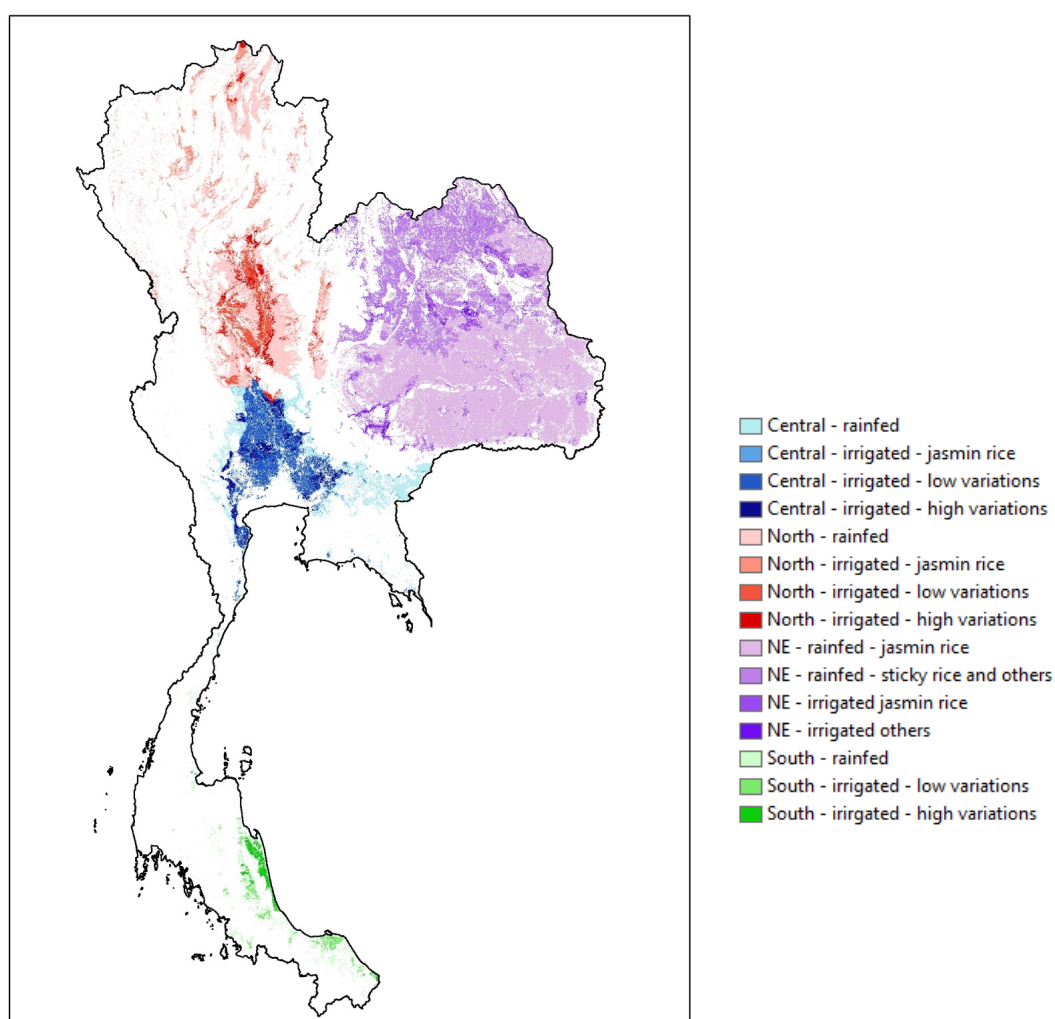 Central - rainfed
Central - irrigated - jasmin rice
Central - irrigated - low variations
Central - irrigated - high variations
North - rainfed
North - irrigated - jasmin rice
North - irrigated - low variations
North - irrigated - high variations
NE - rainfed - jasmin rice
NE - rainfed - sticky rice and others
NE - irrigated jasmin rice
NE - irrigated others
South - rainfed
South - irrigated - low variations
South - irirgated - high variations